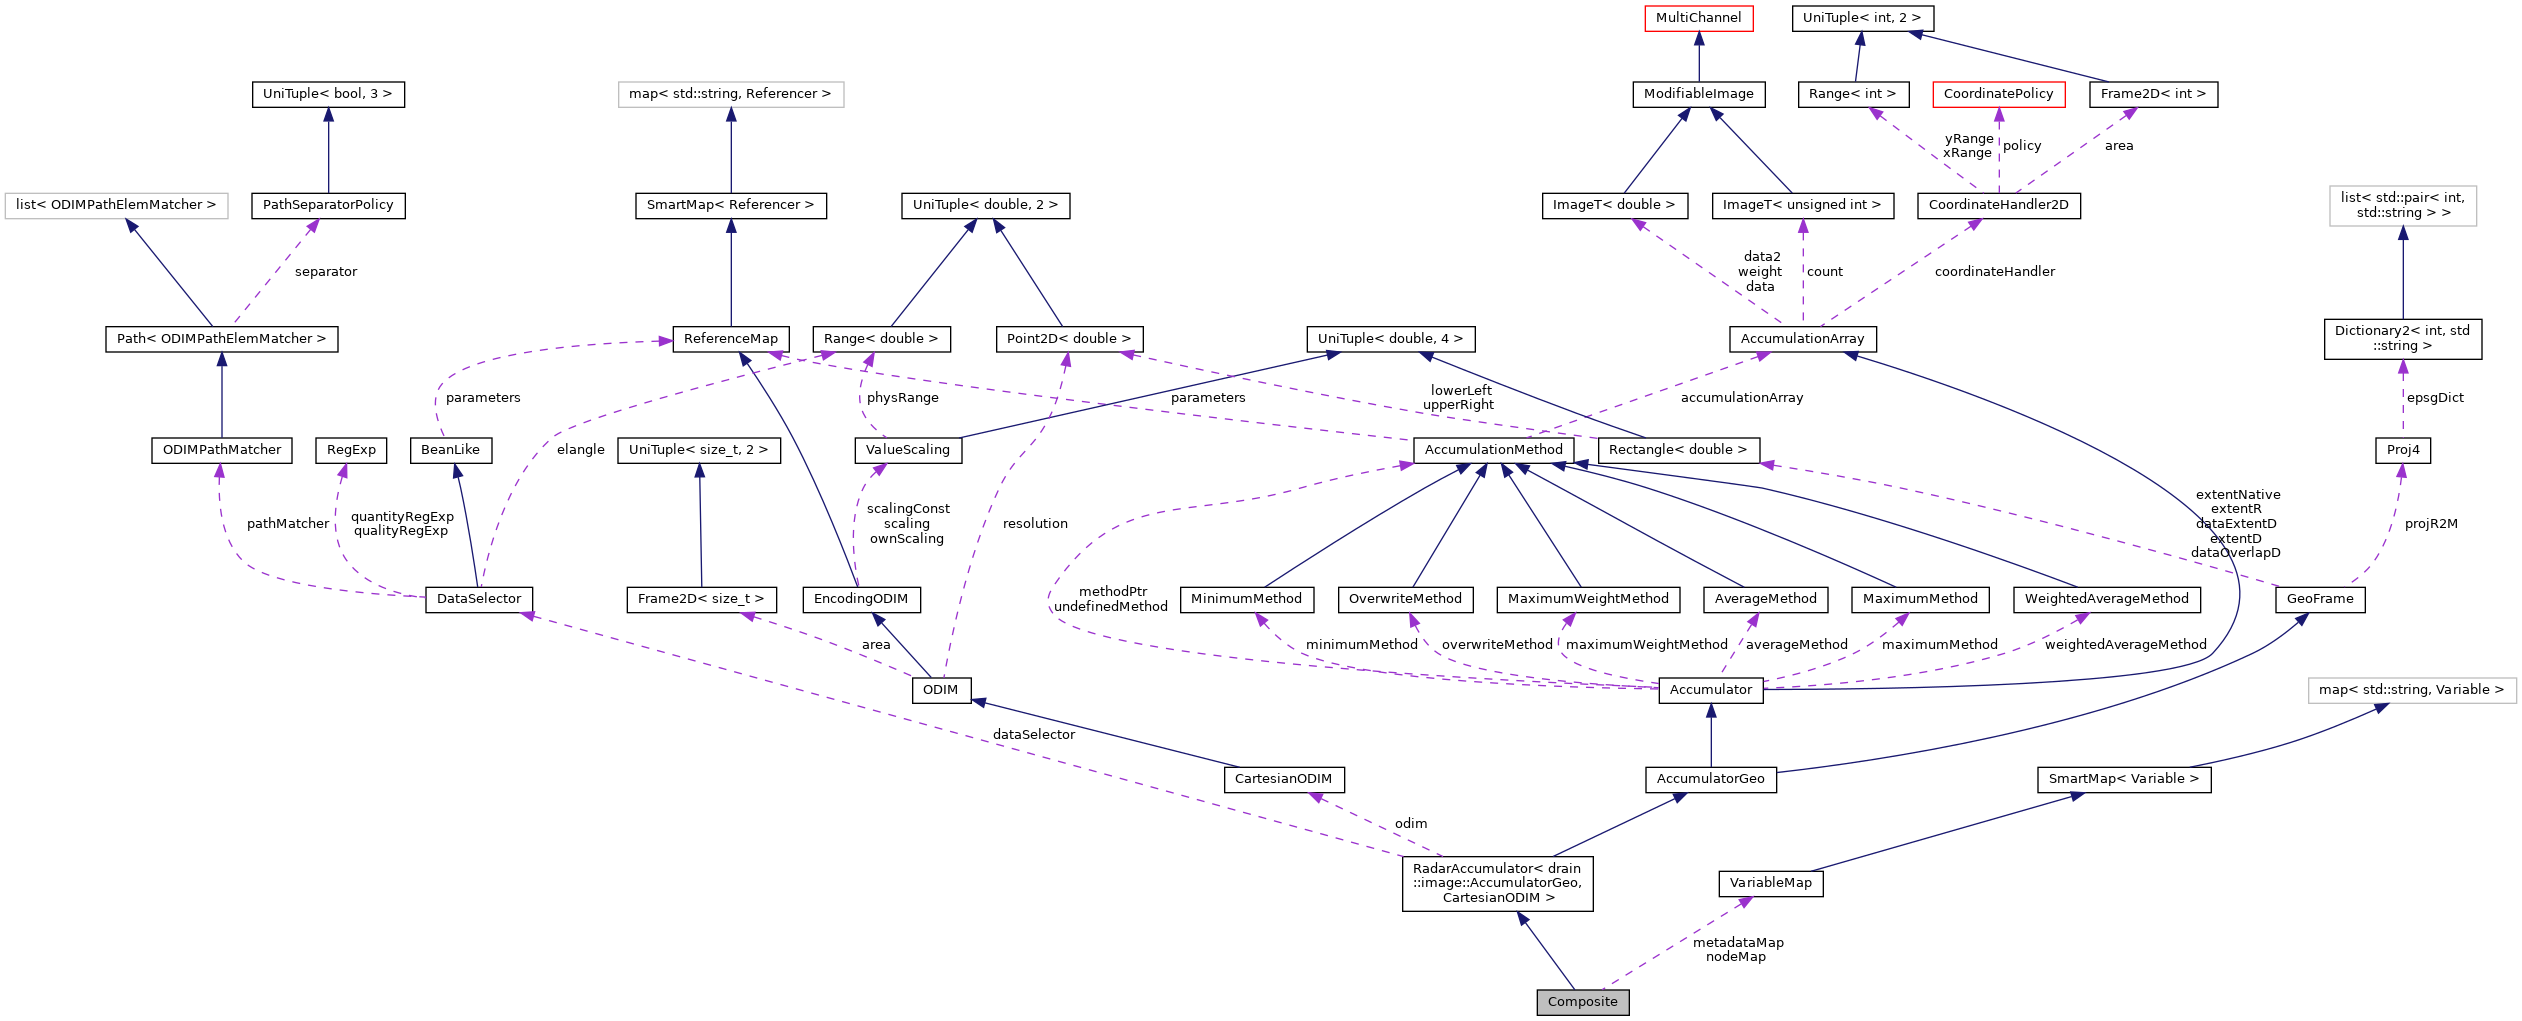 MultiChannel
UniTuple< int, 2 >
UniTuple< bool, 3 >
map< std::string, Referencer >
ModifiableImage
Range< int >
CoordinatePolicy
Frame2D< int >
yRange
xRange
policy
area
list< ODIMPathElemMatcher >
PathSeparatorPolicy
SmartMap< Referencer >
UniTuple< double, 2 >
ImageT< double >
ImageT< unsigned int >
CoordinateHandler2D
list< std::pair< int,
std::string > >
separator
data2
weight
data
count
coordinateHandler
Path< ODIMPathElemMatcher >
ReferenceMap
Range< double >
Point2D< double >
UniTuple< double, 4 >
AccumulationArray
Dictionary2< int, std
::string >
parameters
physRange
parameters
lowerLeft
upperRight
accumulationArray
epsgDict
ODIMPathMatcher
RegExp
BeanLike
elangle
UniTuple< size_t, 2 >
ValueScaling
AccumulationMethod
Rectangle< double >
Proj4
pathMatcher
quantityRegExp
qualityRegExp
scalingConst
scaling
ownScaling
resolution
extentNative
extentR
dataExtentD
extentD
dataOverlapD
projR2M
DataSelector
Frame2D< size_t >
EncodingODIM
methodPtr
undefinedMethod
MinimumMethod
OverwriteMethod
MaximumWeightMethod
AverageMethod
MaximumMethod
WeightedAverageMethod
GeoFrame
area
minimumMethod
overwriteMethod
maximumWeightMethod
averageMethod
maximumMethod
weightedAverageMethod
ODIM
Accumulator
map< std::string, Variable >
dataSelector
CartesianODIM
AccumulatorGeo
SmartMap< Variable >
odim
RadarAccumulator< drain
::image::AccumulatorGeo,
CartesianODIM >
VariableMap
metadataMap
nodeMap
Composite